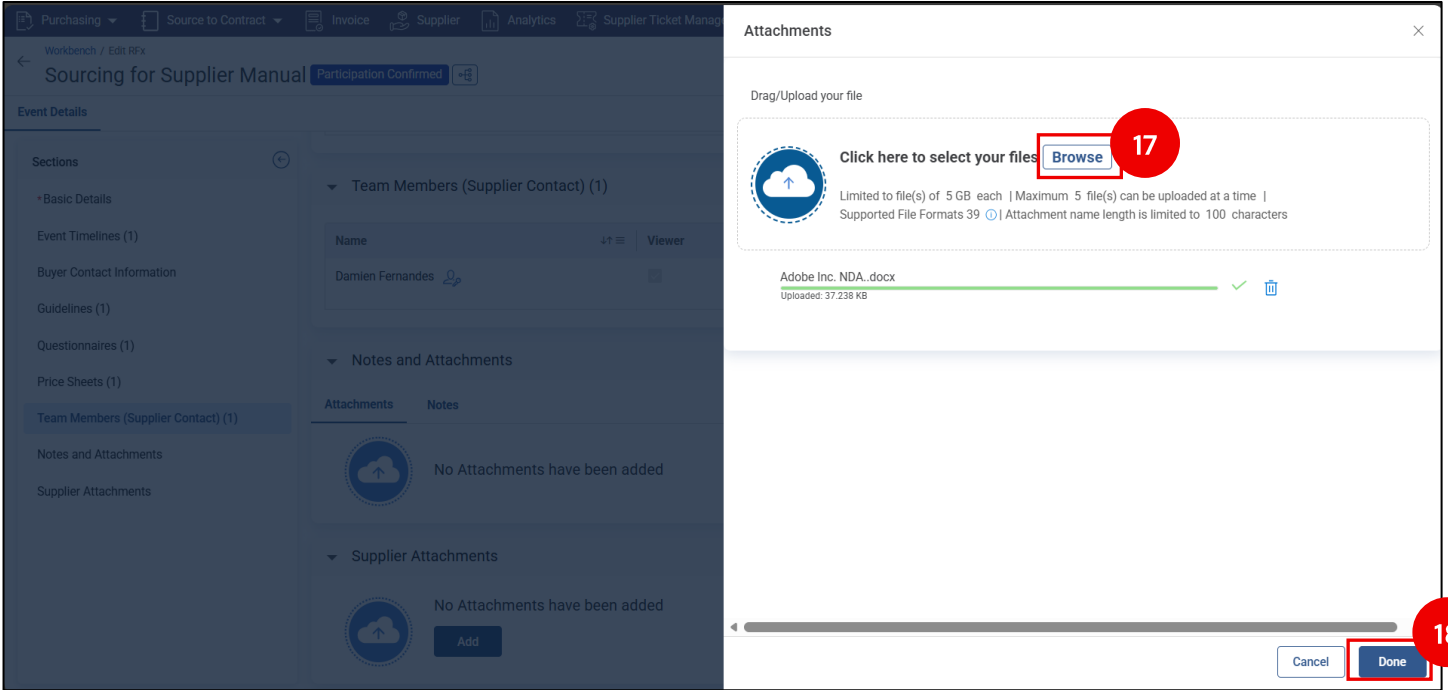 Purchasing Source to Contract Invoice Supplier Analytics Supplier Ticket Manag
Workbench / Edit RFx
Sourcing for Supplier Manual Participation Confirmed
Event Details
Sections
*Basic Details
Event Timelines (1)
Buyer Contact Information
Guidelines (1)
Questionnaires (1)
Price Sheets (1)
Team Members (Supplier Contact) (1)
Notes and Attachments
Supplier Attachments
Team Members (Supplier Contact) (1)
Name Viewer
Damien Fernandes
Notes and Attachments
Attachments Notes
No Attachments have been added
Supplier Attachments
No Attachments have been added
Add
Attachments
Drag/Upload your file
Click here to select your files Browse
17
Limited to file(s) of 5 GB each | Maximum 5 file(s) can be uploaded at a time |
Supported File Formats 39 | Attachment name length is limited to 100 characters
Adobe Inc. NDA..docx
Uploaded: 37.238 KB
Cancel Done